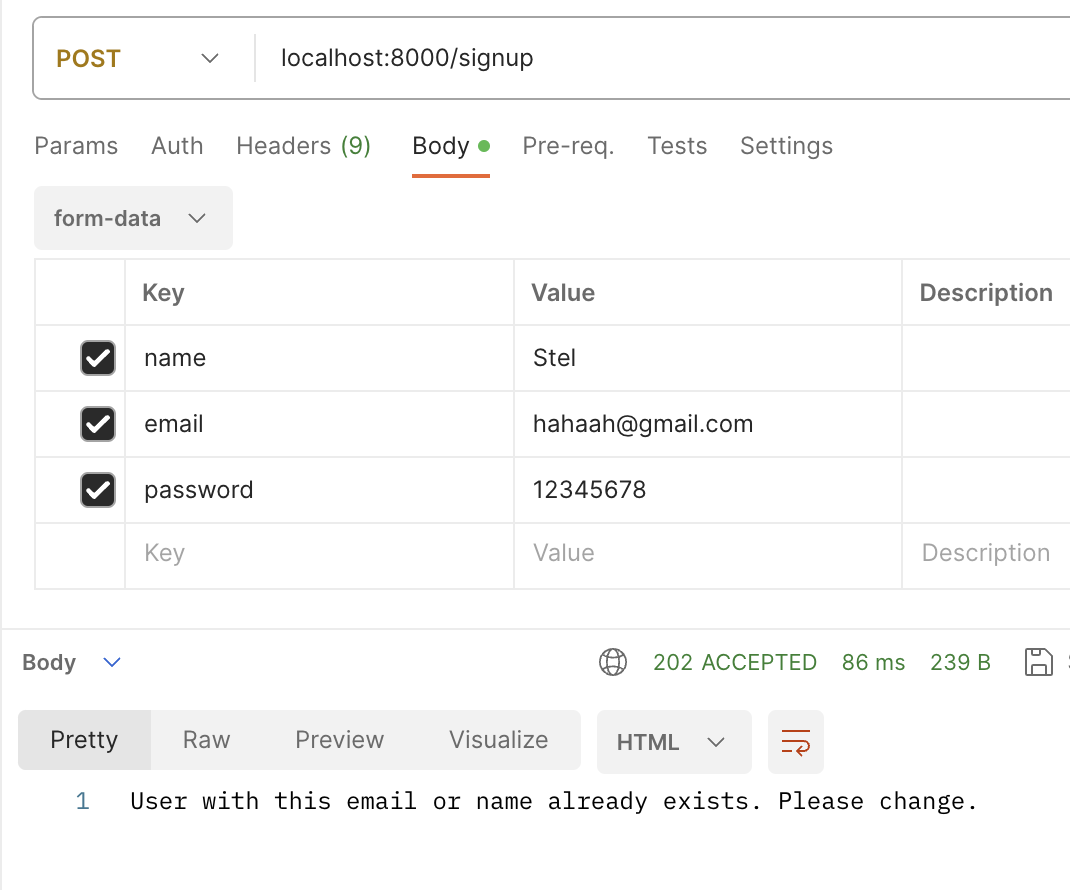 POST localhost:8000/signup
Params Auth Headers (9) Body Pre-req. Tests Settings
form-data
Key Value Description
name Stel
email hahaah@gmail.com
password 12345678
Key Value Description
Body 202 ACCEPTED 86 ms 239 B
Pretty Raw Preview Visualize HTML
1 User with this email or name already exists. Please change.